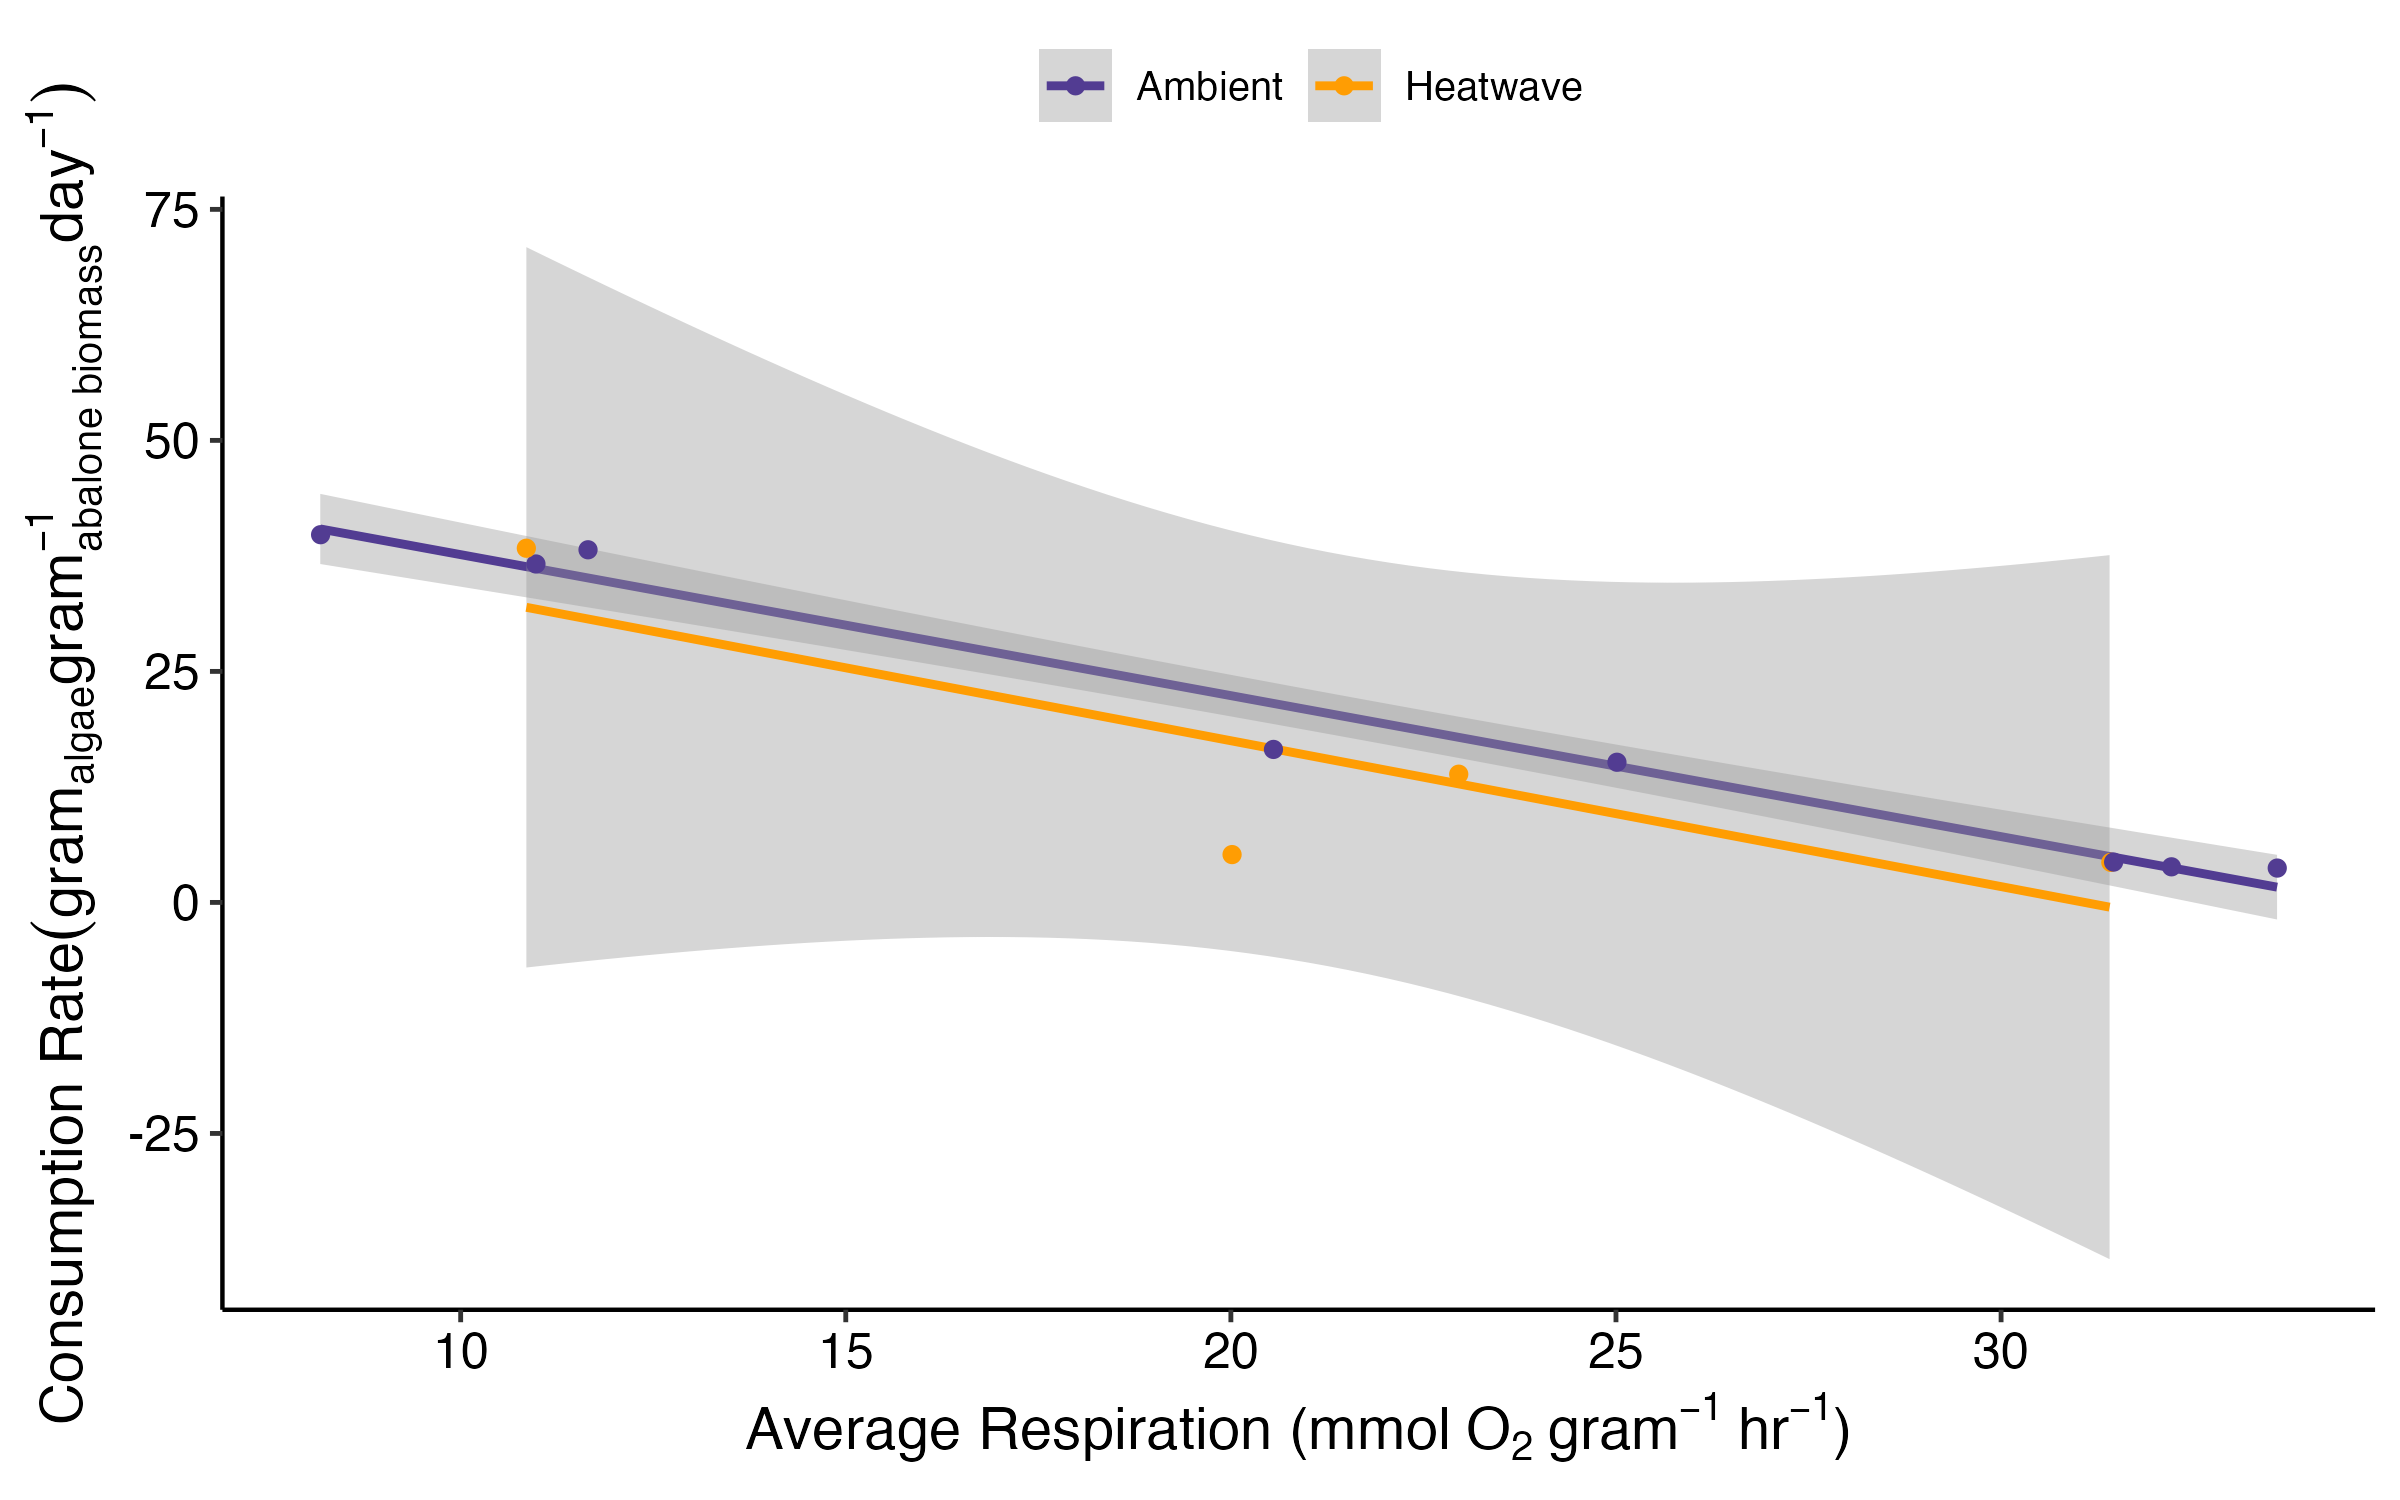 Ambient Heatwave
Consumption Rate(gram_algae gram⁻¹_abalone biomass day⁻¹)
75
50
25
0
-25
10 15 20 25 30
Average Respiration (mmol O₂ gram⁻¹ hr⁻¹)